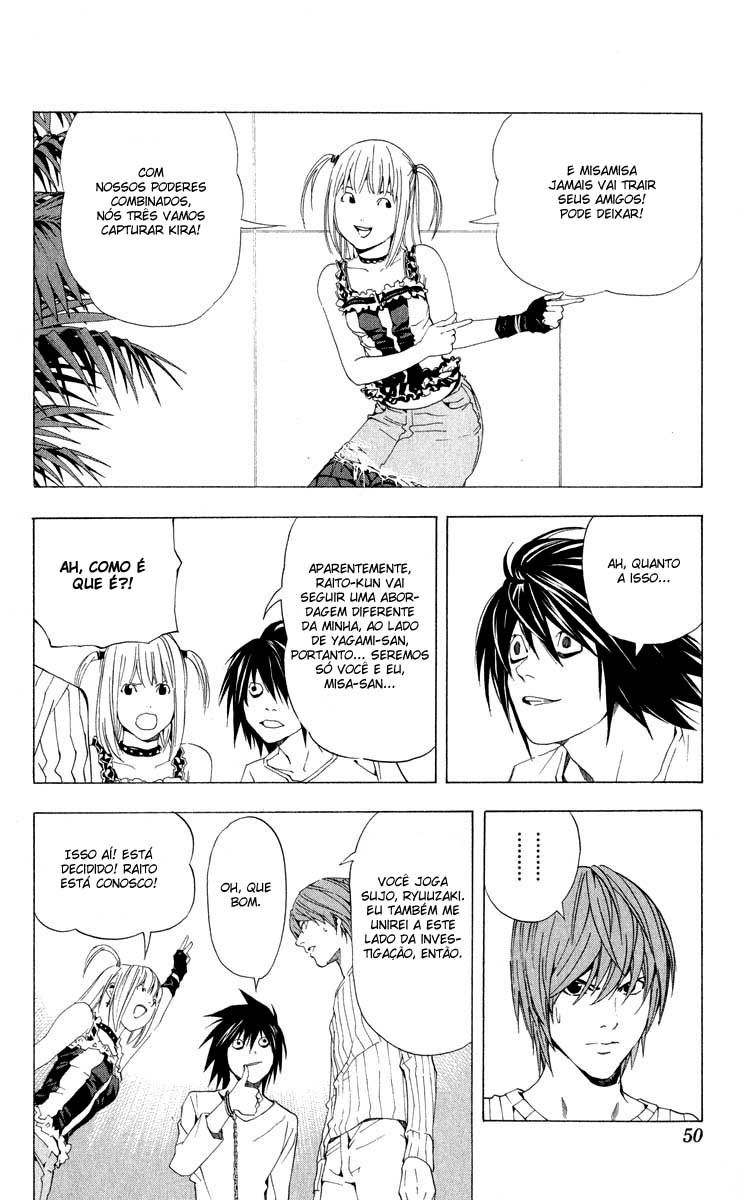 E MISAMISA
JAMAIS VAI TRAIR
SEUS AMIGOS!
PODE DEIXAR!
COM
NOSSOS PODERES
COMBINADOS,
NÓS TRÊS VAMOS
CAPTURAR KIRA!
AH, QUANTO
A ISSO...
APARENTEMENTE,
RAITO-KUN VAI
SEGUIR UMA ABOR-
DAGEM DIFERENTE
DA MINHA, AO LADO
DE YAGAMI-SAN,
PORTANTO... SEREMOS
SÓ VOCÊ E EU,
MISA-SAN...
AH, COMO É
QUE É?!
VOCÊ JOGA
SUJO, RYUUZAKI.
EU TAMBÉM ME
UNIREI A ESTE
LADO DA INVES-
TIGAÇÃO, ENTÃO.
OH, QUE
BOM.
ISSO AÍ! ESTÁ
DECIDIDO! RAITO
ESTÁ CONOSCO!
50